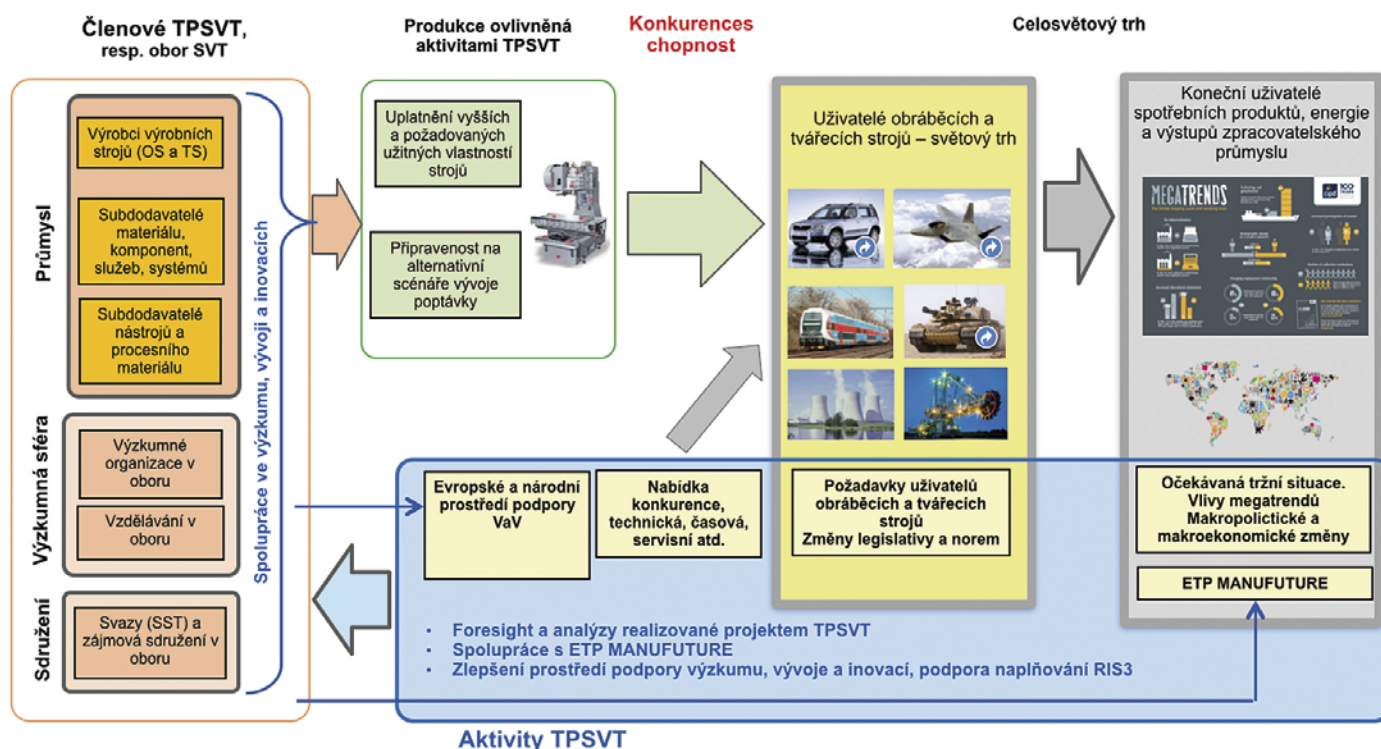 Členové TPSVT,
resp. obor SVT
Produkce ovlivněná
aktivitami TPSVT
Konkurences
chopnost
Celosvětový trh
Průmysl
Výrobci výrobních
strojů (OS a TS)
Subdodavatelé
materiálu,
komponent,
služeb, systémů
Subdodavatelé
nástrojů a
procesního
materiálu
Výzkumná sféra
Výzkumné
organizace v
oboru
Vzdělávání v
oboru
Sdružení
Svazy (SST) a
zájmová sdružení v
oboru
Spolupráce ve výzkumu, vývoji a inovacích
Uplatnění vyšších
a požadovaných
užitných vlastností
strojů
Připravenost na
alternativní
scénáře vývoje
poptávky
Uživatelé obráběcích a
tvářecích strojů – světový trh
Koneční uživatelé
spotřebních produktů, energie
a výstupů zpracovatelského
průmyslu
MEGATRENDS
Evropské a národní
prostředí podpory
VaV
Nabídka
konkurence,
technická, časová,
servisní atd.
Požadavky uživatelů
obráběcích a tvářecích
strojů
Změny legislativy a norem
Očekávaná tržní situace.
Vlivy megatrendů
Makropolictické a
makroekonomické změny
ETP MANUFUTURE
• Foresight a analýzy realizované projektem TPSVT
• Spolupráce s ETP MANUFUTURE
• Zlepšení prostředí podpory výzkumu, vývoje a inovací, podpora naplňování RIS3
Aktivity TPSVT